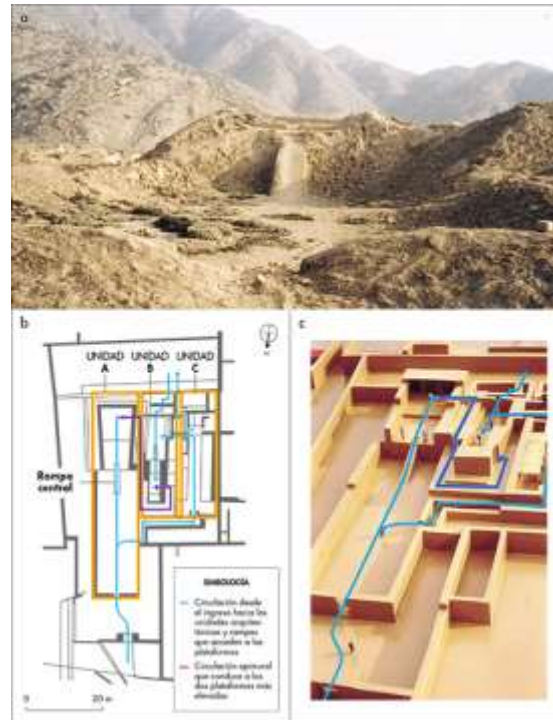 a
b
UNIDAD UNIDAD UNIDAD
A B C
Rampa
central
SIMBOLOGÍA
Circulación desde
el ingreso hacia las
unidades arquitec-
tónicas y rampas
que acceden a las
plataformas
Circulación epimural
que conduce a las
dos plataformas más
elevadas
0 20 m
c